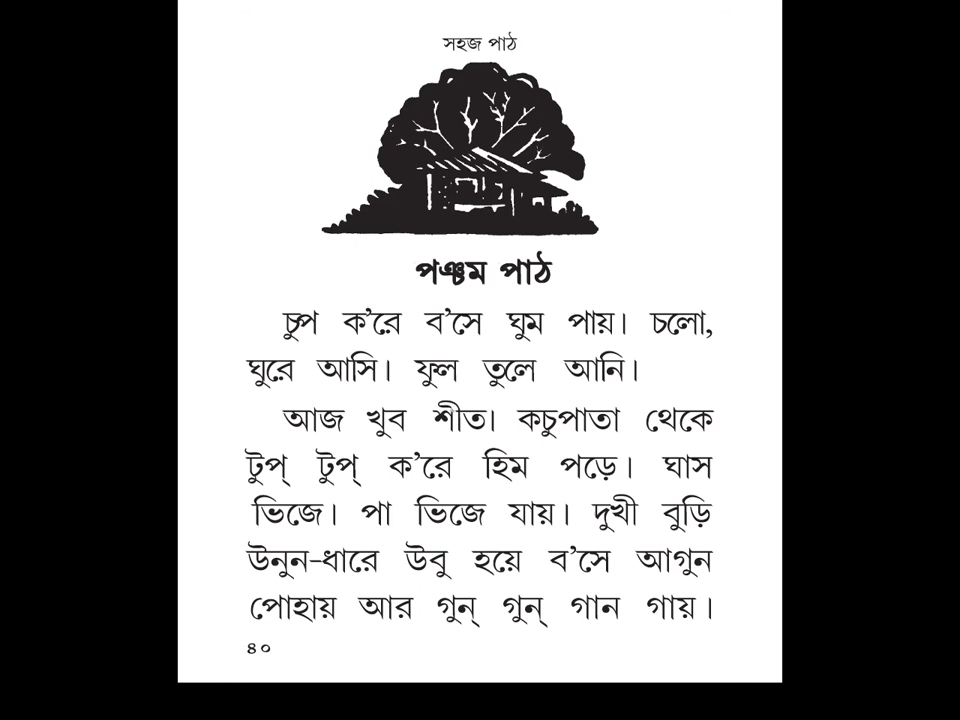 সহজ পাঠ
পঞ্চম পাঠ
চুপ ক’রে ব’সে ঘুম পায়। চলো,
ঘুরে আসি। ফুল তুলে আনি।
আজ খুব শীত। কচুপাতা থেকে
টুপ্ টুপ্ ক’রে হিম পড়ে। ঘাস
ভিজে। পা ভিজে যায়। দুখী বুড়ি
উনুন-ধারে উবু হয়ে ব’সে আগুন
পোহায় আর গুন্ গুন্ গান গায়।
৪০